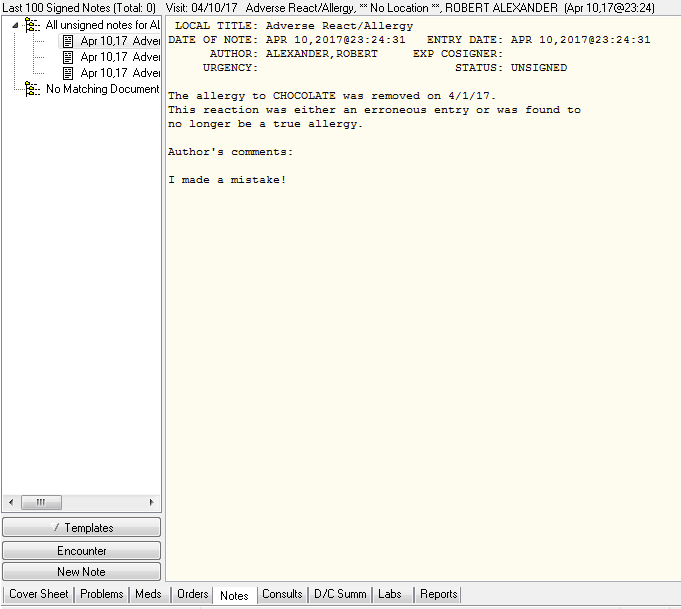 Last 100 Signed Notes (Total: 0)
Visit: 04/10/17 Adverse React/Allergy, ** No Location **, ROBERT ALEXANDER (Apr 10,17@23:24)
All unsigned notes for Al
Apr 10,17 Adver
Apr 10,17 Adver
Apr 10,17 Adver
No Matching Document
LOCAL TITLE: Adverse React/Allergy
DATE OF NOTE: APR 10,2017@23:24:31 ENTRY DATE: APR 10,2017@23:24:31
AUTHOR: ALEXANDER,ROBERT EXP COSIGNER:
URGENCY: STATUS: UNSIGNED
The allergy to CHOCOLATE was removed on 4/1/17.
This reaction was either an erroneous entry or was found to
no longer be a true allergy.
Author's comments:
I made a mistake!
Templates
Encounter
New Note
Cover Sheet Problems Meds Orders Notes Consults D/C Summ Labs Reports